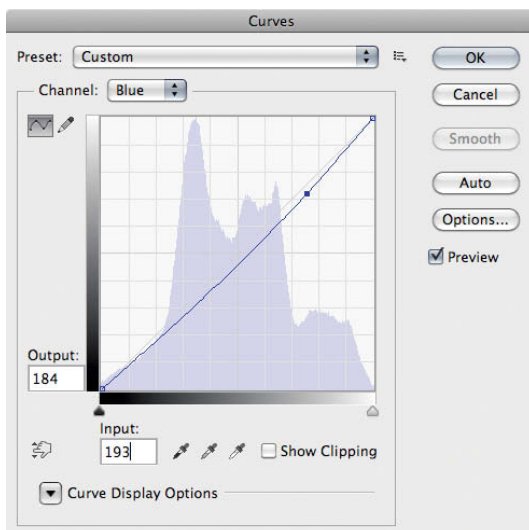 Curves
Preset: Custom
OK
Channel: Blue
Cancel
Smooth
Auto
Options...
Preview
Output:
184
Input:
193
Show Clipping
Curve Display Options